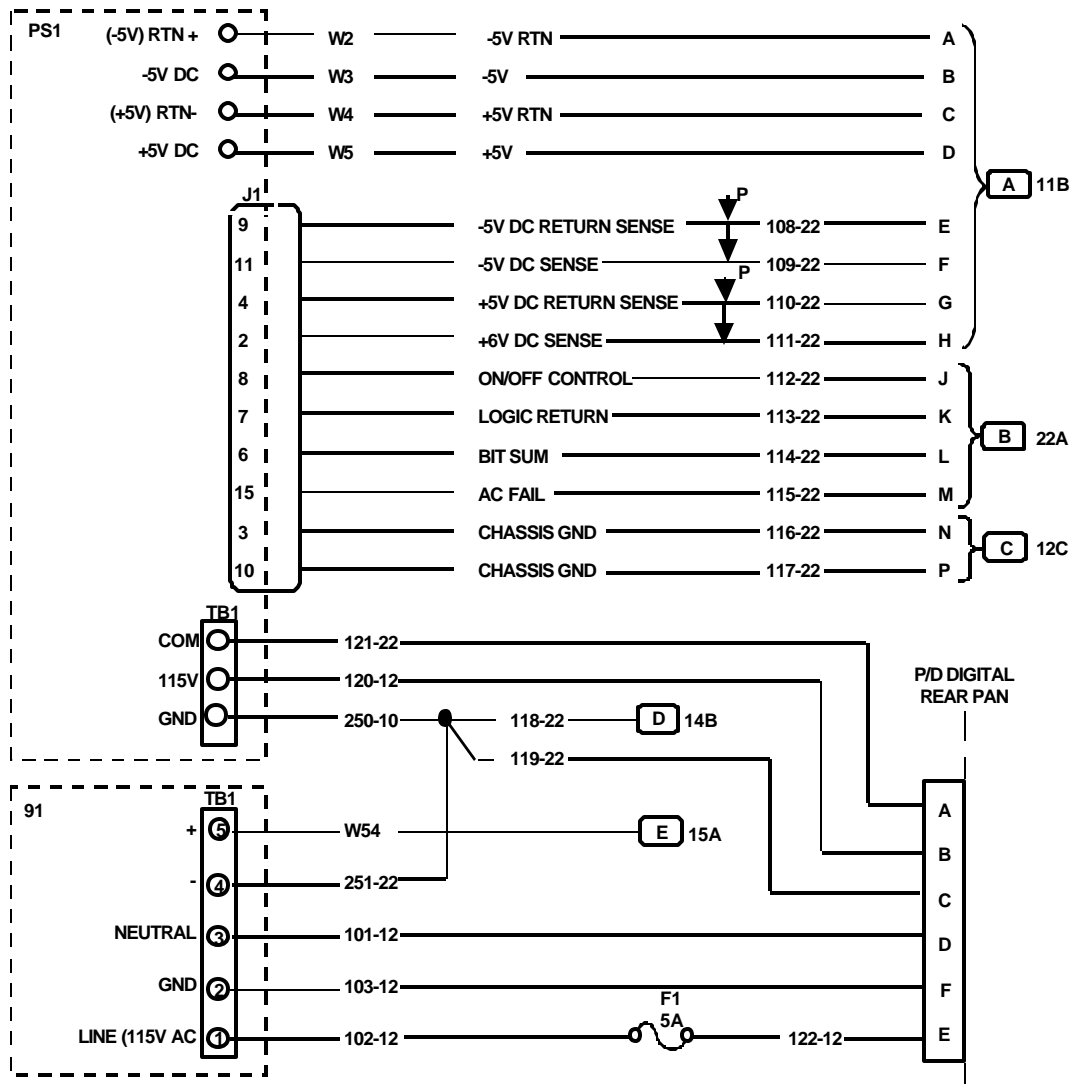 PS1 (-5V) RTN + W2 -5V RTN A
-5V DC W3 -5V B
(+5V) RTN- W4 +5V RTN C
+5V DC W5 +5V D
A 11B
J1 P
9 -5V DC RETURN SENSE 108-22 E
11 -5V DC SENSE 109-22 F
P
4 +5V DC RETURN SENSE 110-22 G
2 +6V DC SENSE 111-22 H
8 ON/OFF CONTROL 112-22 J
7 LOGIC RETURN 113-22 K
B 22A
6 BIT SUM 114-22 L
15 AC FAIL 115-22 M
3 CHASSIS GND 116-22 N
C 12C
10 CHASSIS GND 117-22 P
TB1
COM 121-22
115V 120-12
P/D DIGITAL
REAR PAN
GND 250-10 118-22 D 14B
119-22
91 TB1
A
+ 5 W54 E 15A
B
- 4 251-22
C
NEUTRAL 3 101-12 D
GND 2 103-12 F
F1
5A
LINE (115V AC 1 102-12 122-12 E